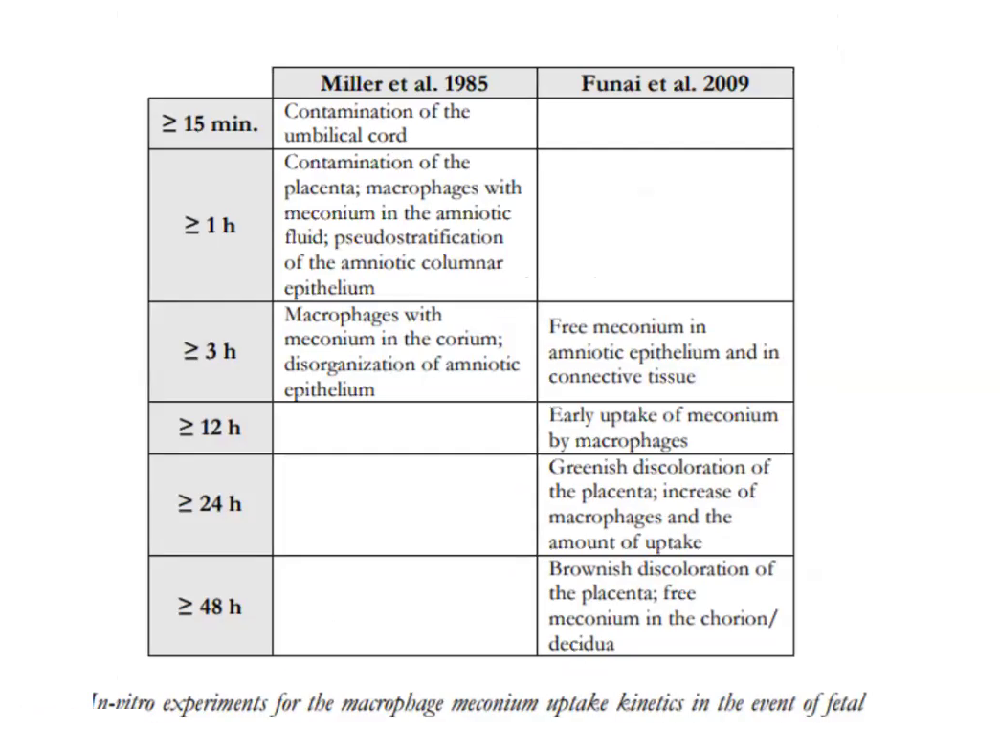 Miller et al. 1985
Funai et al. 2009
≥ 15 min.
Contamination of the
umbilical cord
≥ 1 h
Contamination of the
placenta; macrophages with
meconium in the amniotic
fluid; pseudostratification
of the amniotic columnar
epithelium
≥ 3 h
Macrophages with
meconium in the corium;
disorganization of amniotic
epithelium
Free meconium in
amniotic epithelium and in
connective tissue
≥ 12 h
Early uptake of meconium
by macrophages
≥ 24 h
Greenish discoloration of
the placenta; increase of
macrophages and the
amount of uptake
≥ 48 h
Brownish discoloration of
the placenta; free
meconium in the chorion/
decidua
In-vitro experiments for the macrophage meconium uptake kinetics in the event of fetal